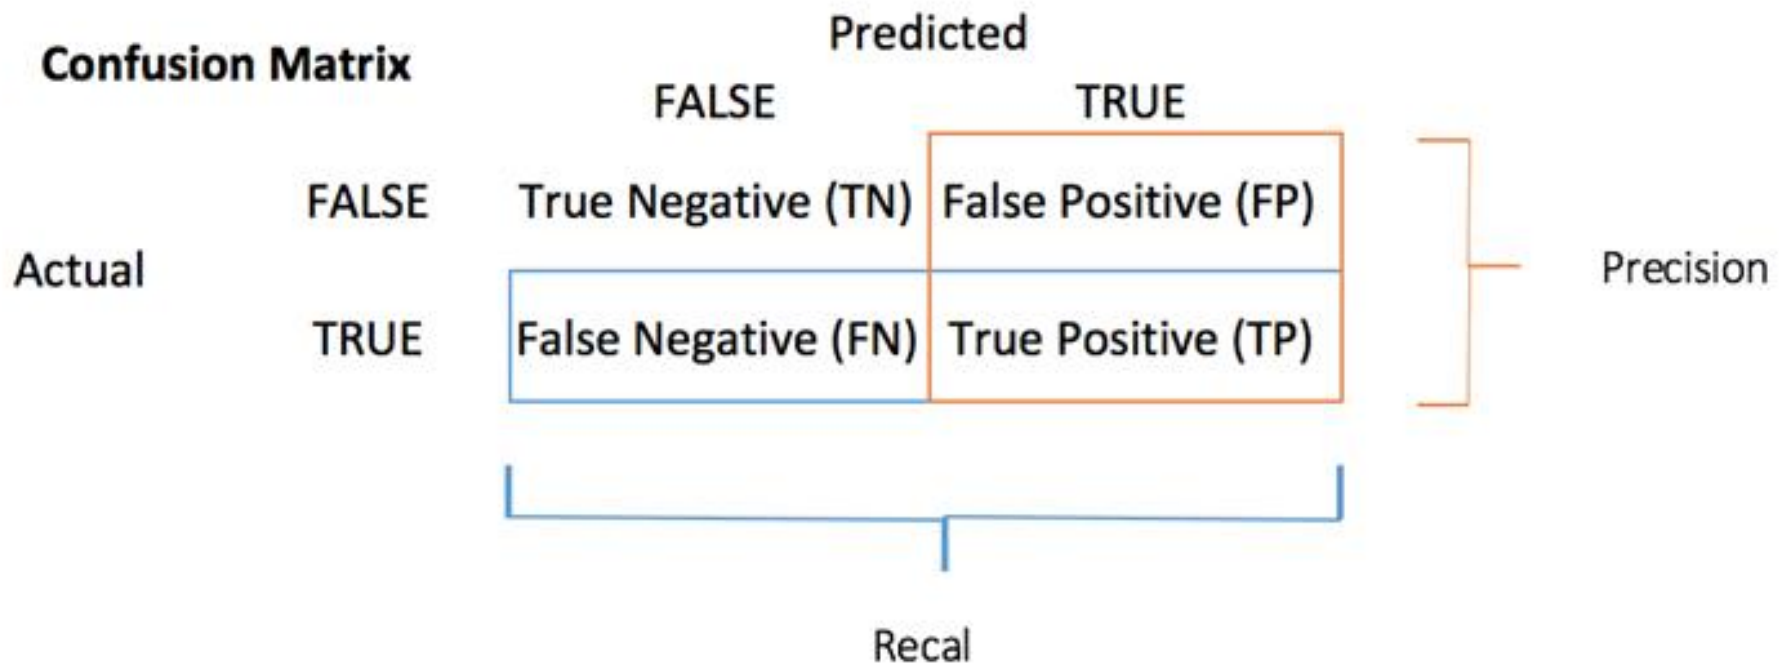 Predicted
Confusion Matrix
FALSE TRUE
FALSE True Negative (TN) False Positive (FP)
Actual Precision
TRUE False Negative (FN) True Positive (TP)
Recal